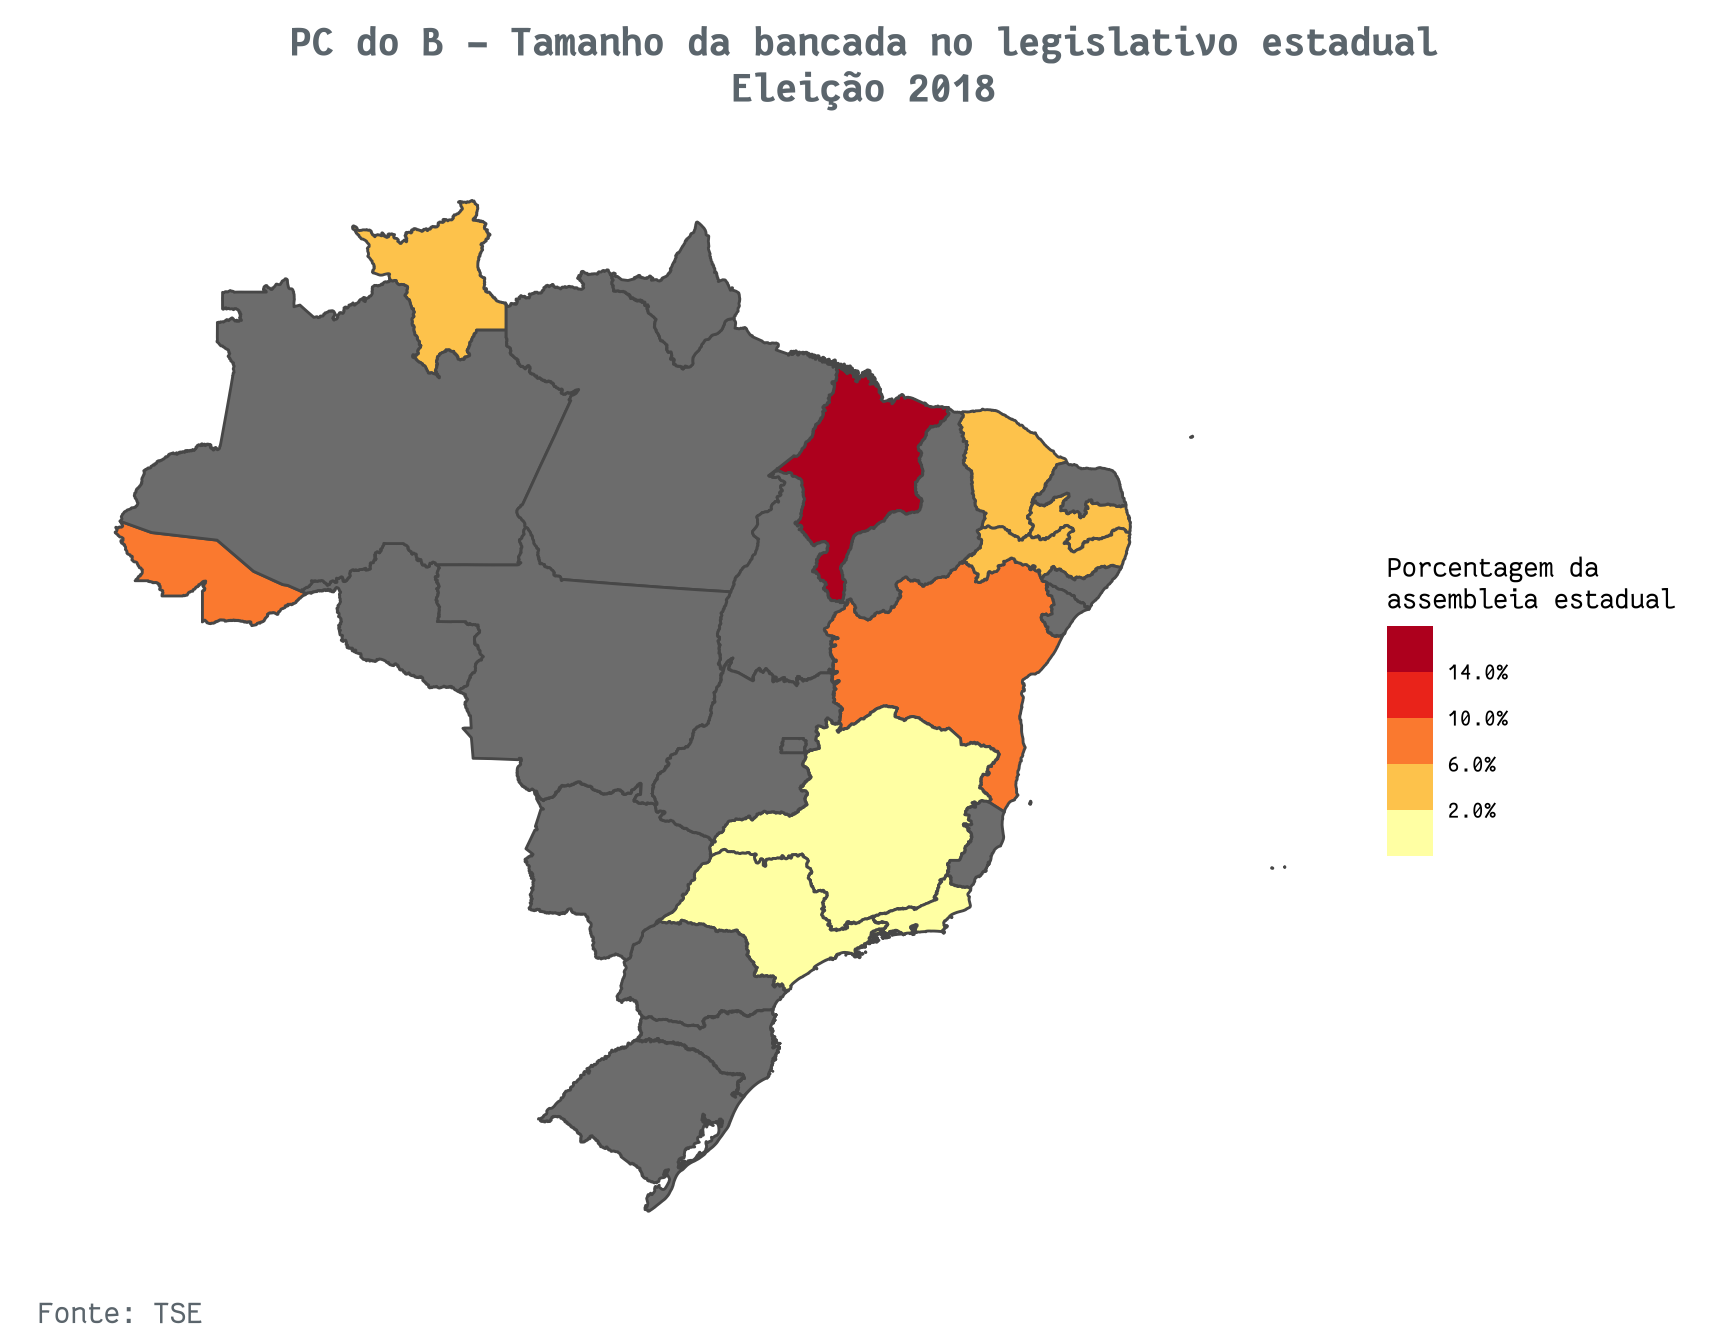 PC do B – Tamanho da bancada no legislativo estadual
Eleição 2018
Porcentagem da
assembleia estadual
14.0%
10.0%
6.0%
2.0%
Fonte: TSE